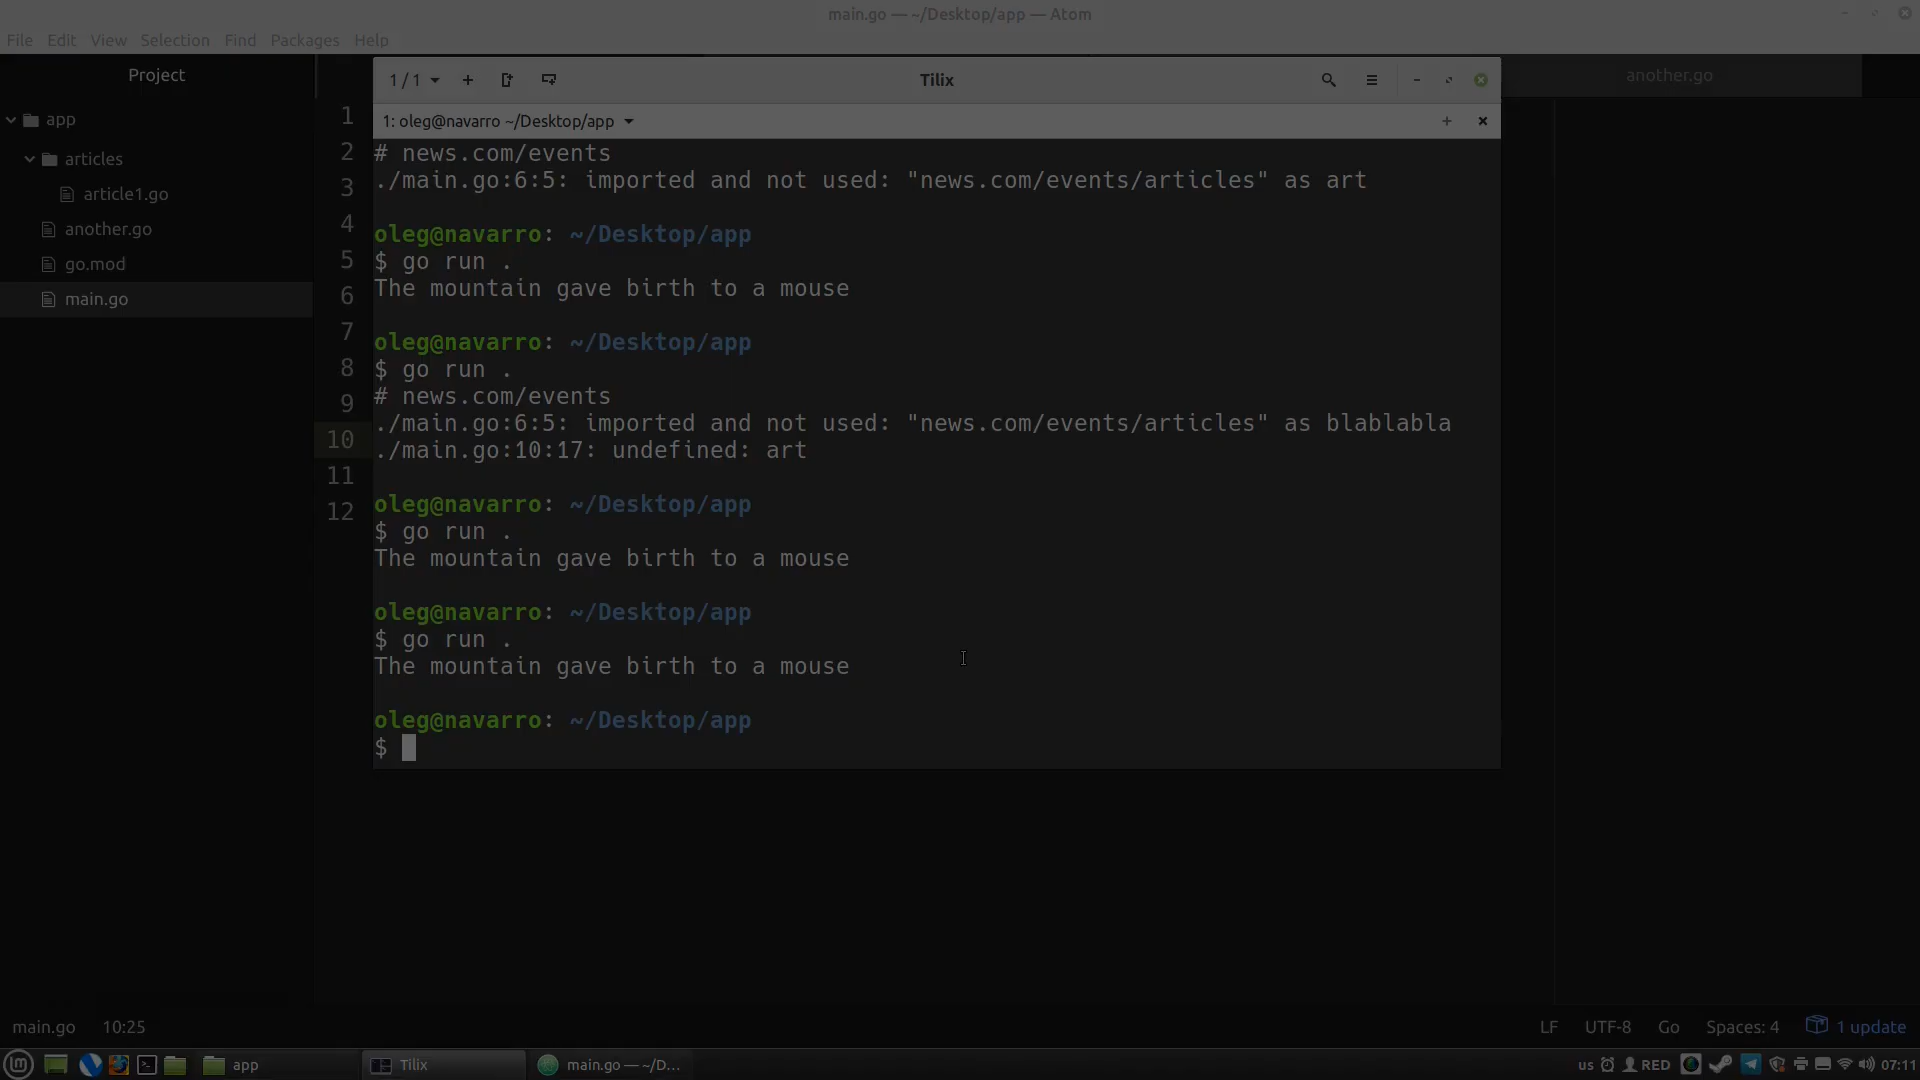 main.go — ~/Desktop/app — Atom
File Edit View Selection Find Packages Help
Project
app
articles
article1.go
another.go
go.mod
main.go
another.go
1
2
3
4
5
6
7
8
9
10
11
12
1 / 1
Tilix
1: oleg@navarro ~/Desktop/app
# news.com/events
./main.go:6:5: imported and not used: "news.com/events/articles" as art
oleg@navarro: ~/Desktop/app
$ go run .
The mountain gave birth to a mouse
oleg@navarro: ~/Desktop/app
$ go run .
# news.com/events
./main.go:6:5: imported and not used: "news.com/events/articles" as blablabla
./main.go:10:17: undefined: art
oleg@navarro: ~/Desktop/app
$ go run .
The mountain gave birth to a mouse
oleg@navarro: ~/Desktop/app
$ go run .
The mountain gave birth to a mouse
oleg@navarro: ~/Desktop/app
$
main.go 10:25
LF UTF-8 Go Spaces: 4 1 update
app
Tilix
main.go — ~/D...
us RED 07:11